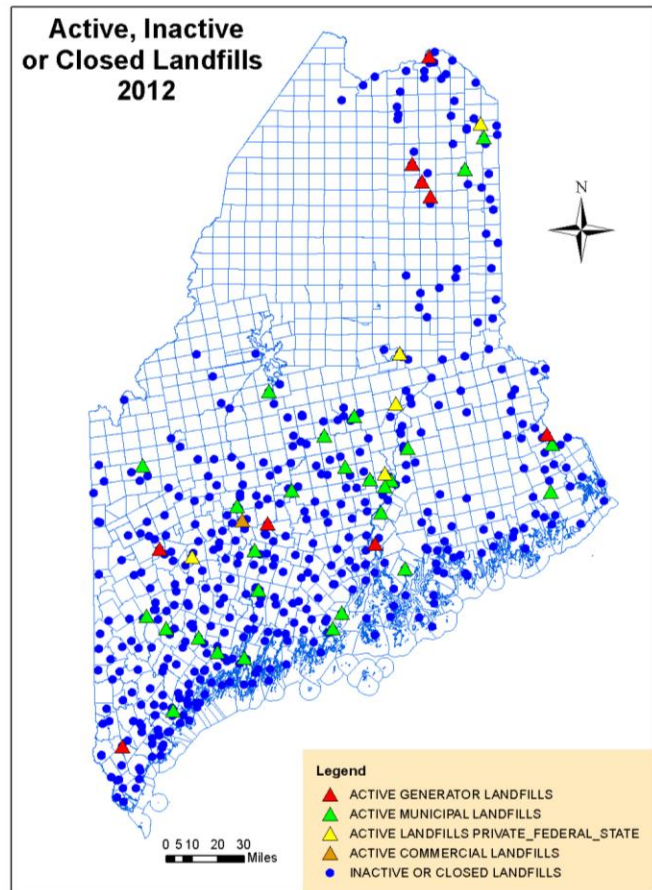 Active, Inactive
or Closed Landfills
2012
N
Legend
ACTIVE GENERATOR LANDFILLS
ACTIVE MUNICIPAL LANDFILLS
ACTIVE LANDFILLS PRIVATE_FEDERAL_STATE
ACTIVE COMMERCIAL LANDFILLS
INACTIVE OR CLOSED LANDFILLS
0 5 10 20 30
Miles